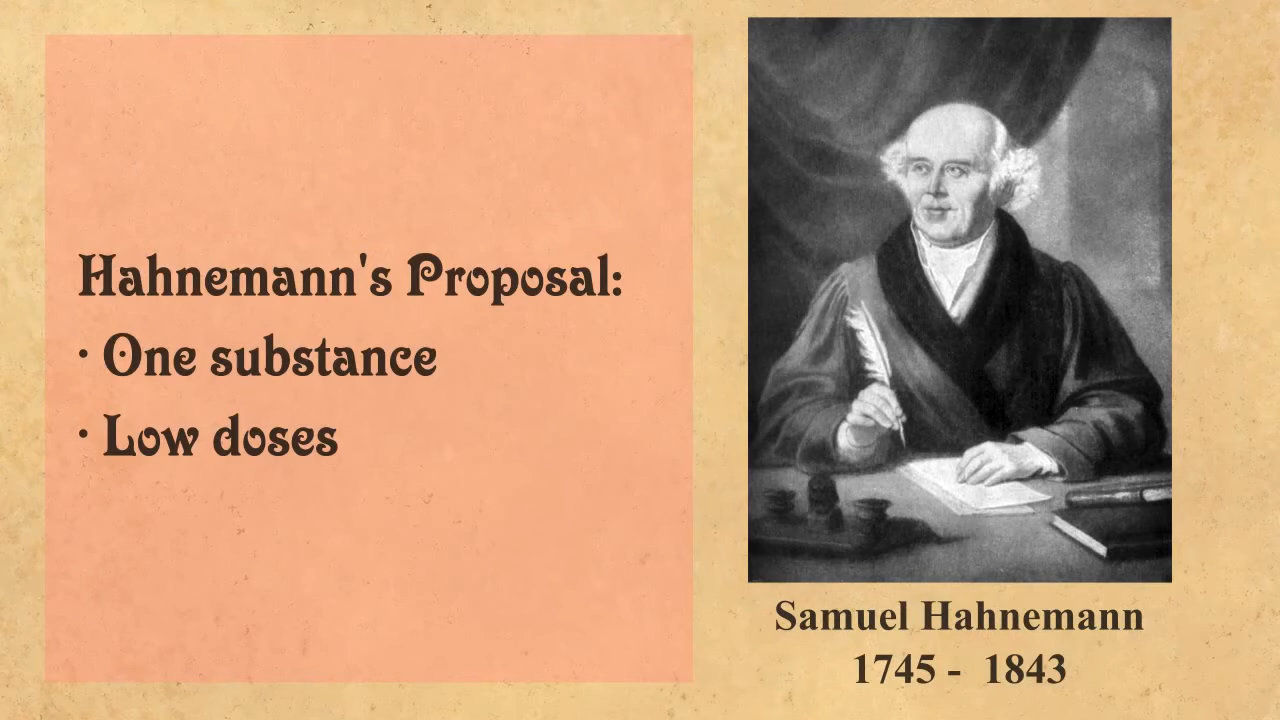 Hahnemann's Proposal:
· One substance
· Low doses
Samuel Hahnemann
1745 - 1843